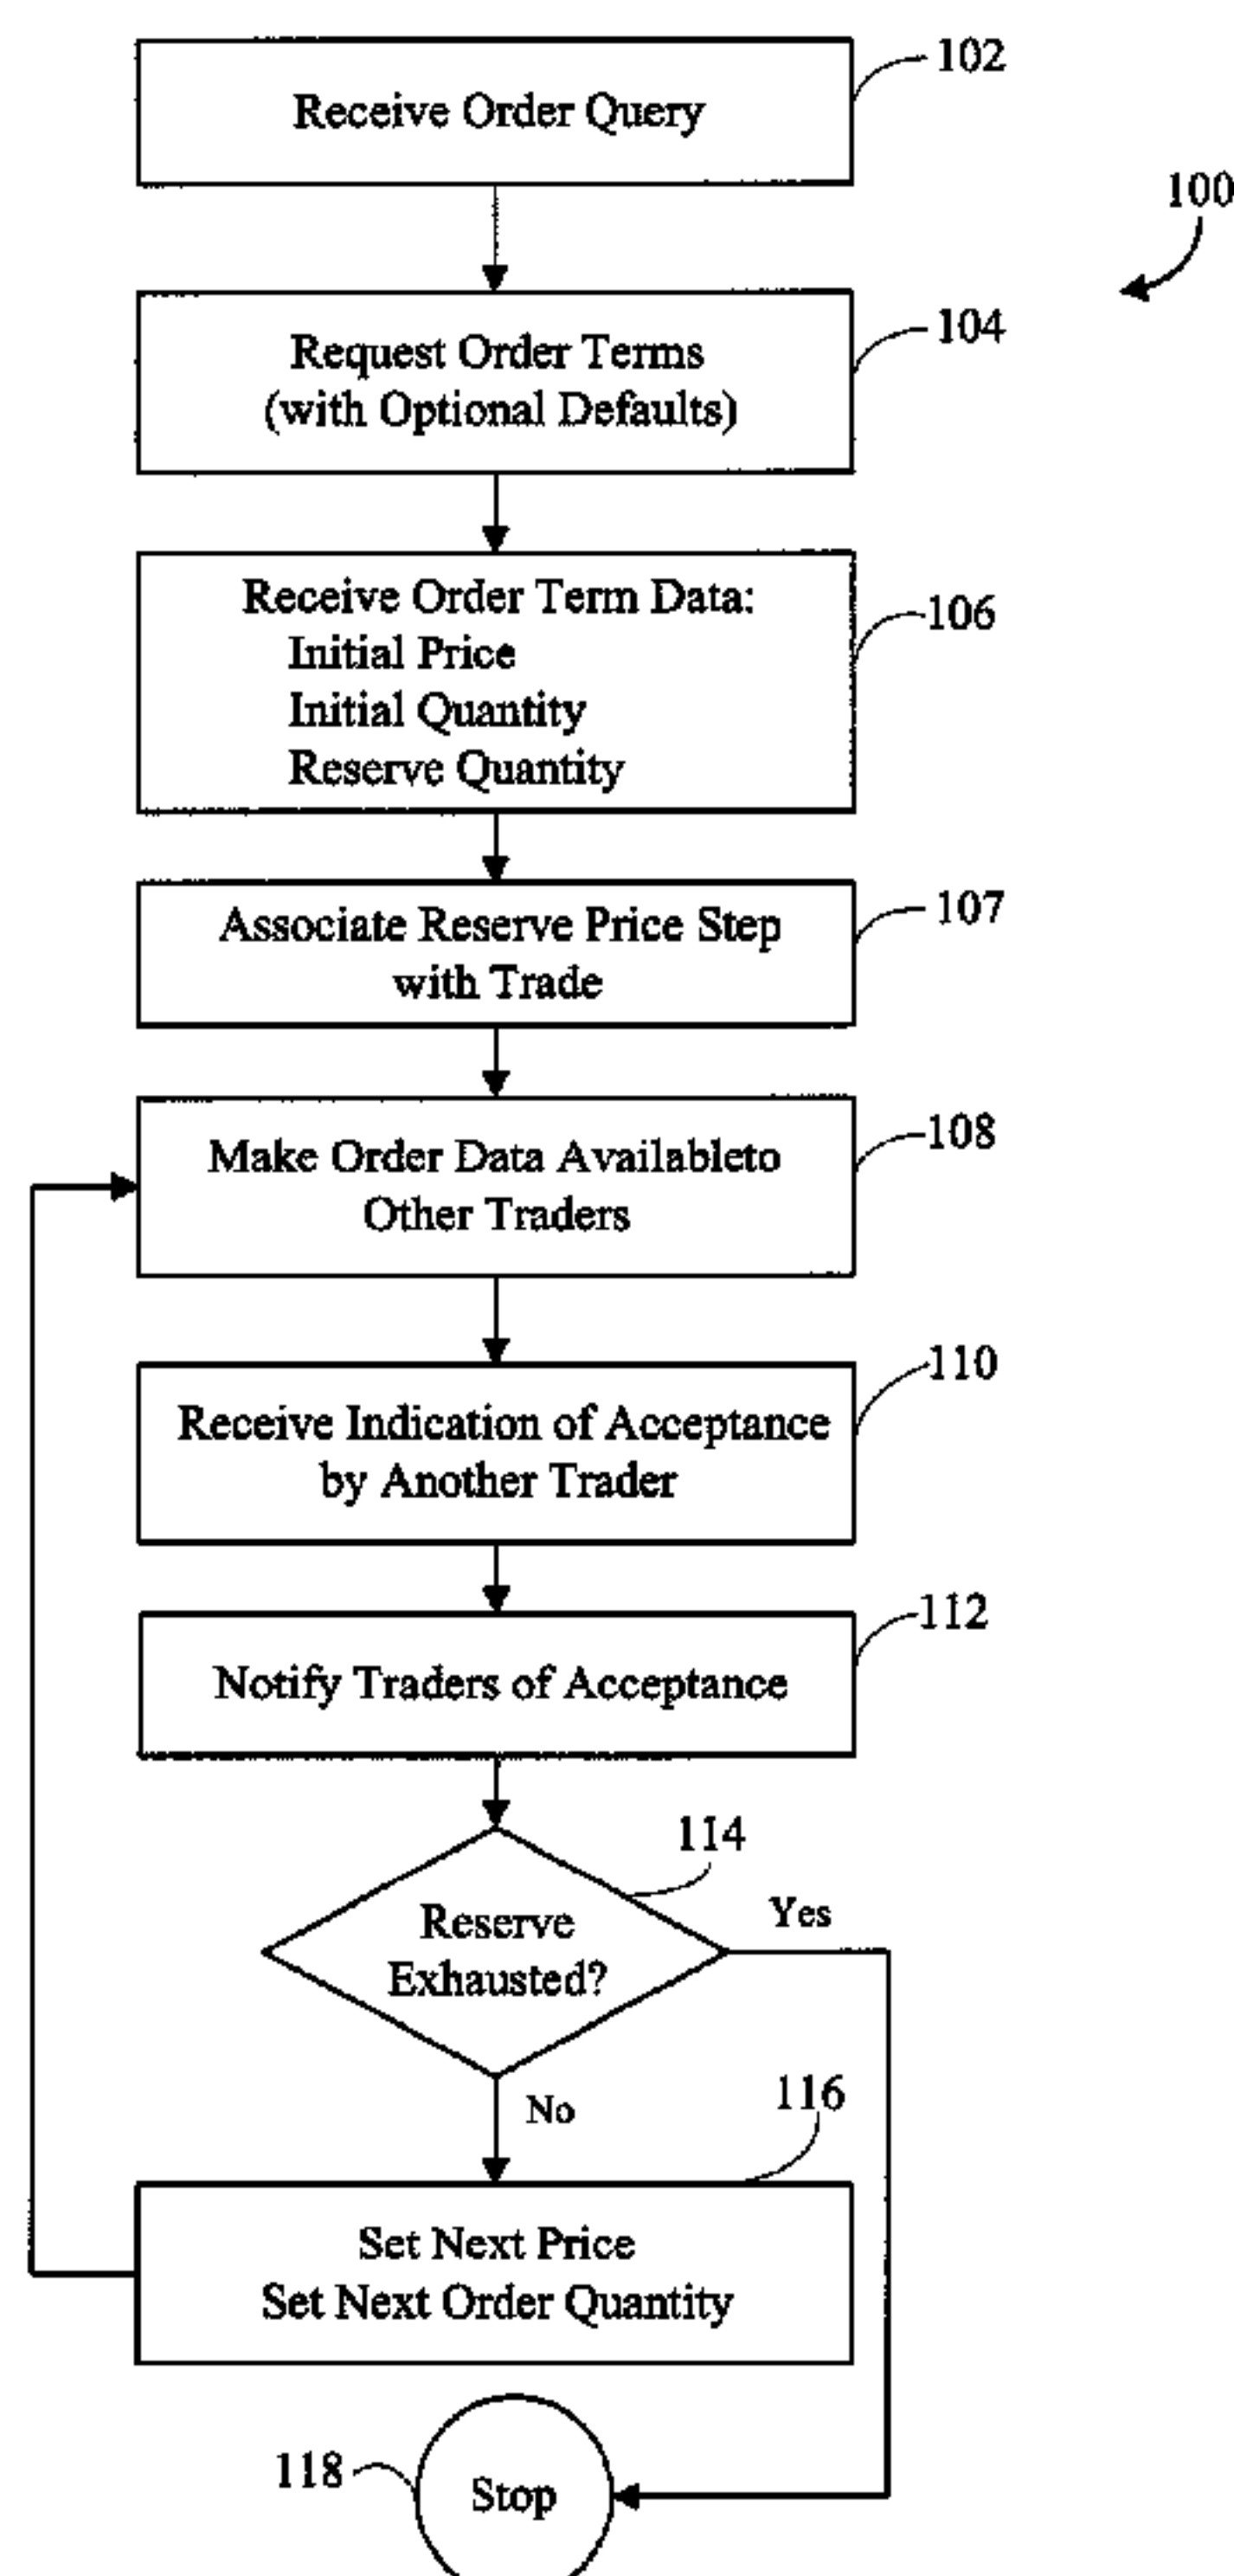 Receive Order Query
102
100
Request Order Terms
(with Optional Defaults)
104
Receive Order Term Data:
Initial Price
Initial Quantity
Reserve Quantity
106
Associate Reserve Price Step
with Trade
107
Make Order Data Availableto
Other Traders
108
Receive Indication of Acceptance
by Another Trader
110
Notify Traders of Acceptance
112
114
Reserve
Exhausted?
Yes
No
116
Set Next Price
Set Next Order Quantity
118
Stop